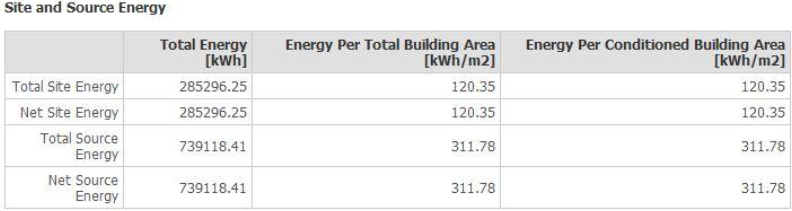 Site and Source Energy
Total Energy [kWh] Energy Per Total Building Area [kWh/m2] Energy Per Conditioned Building Area [kWh/m2]
Total Site Energy 285296.25 120.35 120.35
Net Site Energy 285296.25 120.35 120.35
Total Source Energy 739118.41 311.78 311.78
Net Source Energy 739118.41 311.78 311.78